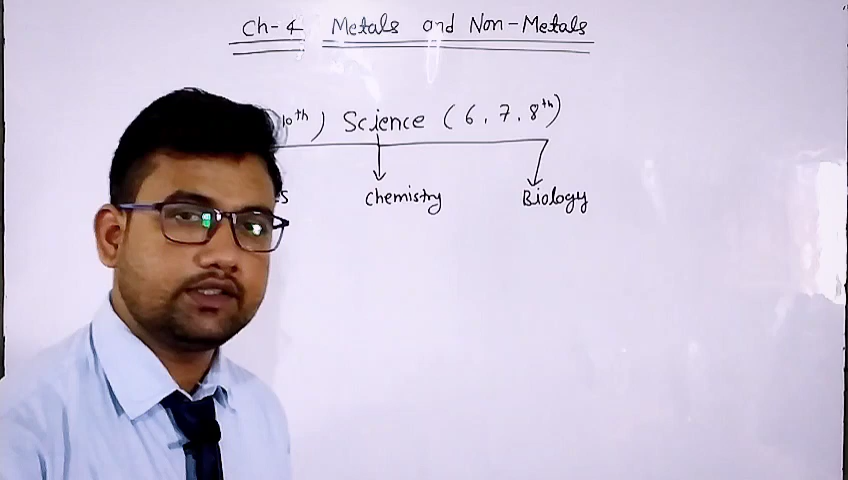 Ch-4 Metals and Non-Metals
10th) Science (6, 7, 8th)
s Chemistry Biology